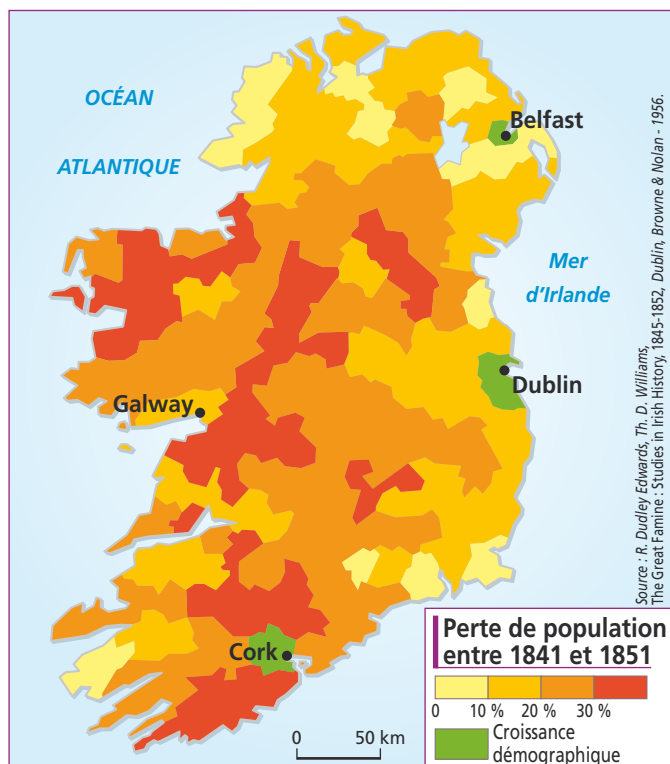 OCÉAN
ATLANTIQUE
Belfast
Mer
d'Irlande
Dublin
Galway
Cork
0 50 km
Perte de population
entre 1841 et 1851
0 10 % 20 % 30 %
Croissance
démographique
Source : R. Dudley Edwards, Th. D. Williams,
The Great Famine : Studies in Irish History, 1845-1852, Dublin, Browne & Nolan - 1956.